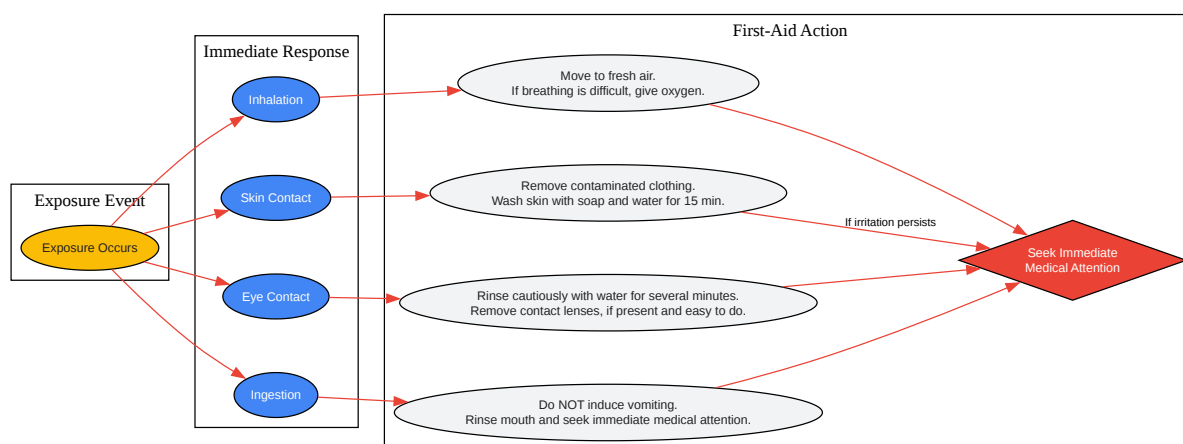 First-Aid Action
Immediate Response
Exposure Event
Exposure Occurs
Inhalation
Skin Contact
Eye Contact
Ingestion
Move to fresh air.
If breathing is difficult, give oxygen.
Remove contaminated clothing.
Wash skin with soap and water for 15 min.
If irritation persists
Rinse cautiously with water for several minutes.
Remove contact lenses, if present and easy to do.
Do NOT induce vomiting.
Rinse mouth and seek immediate medical attention.
Seek Immediate
Medical Attention